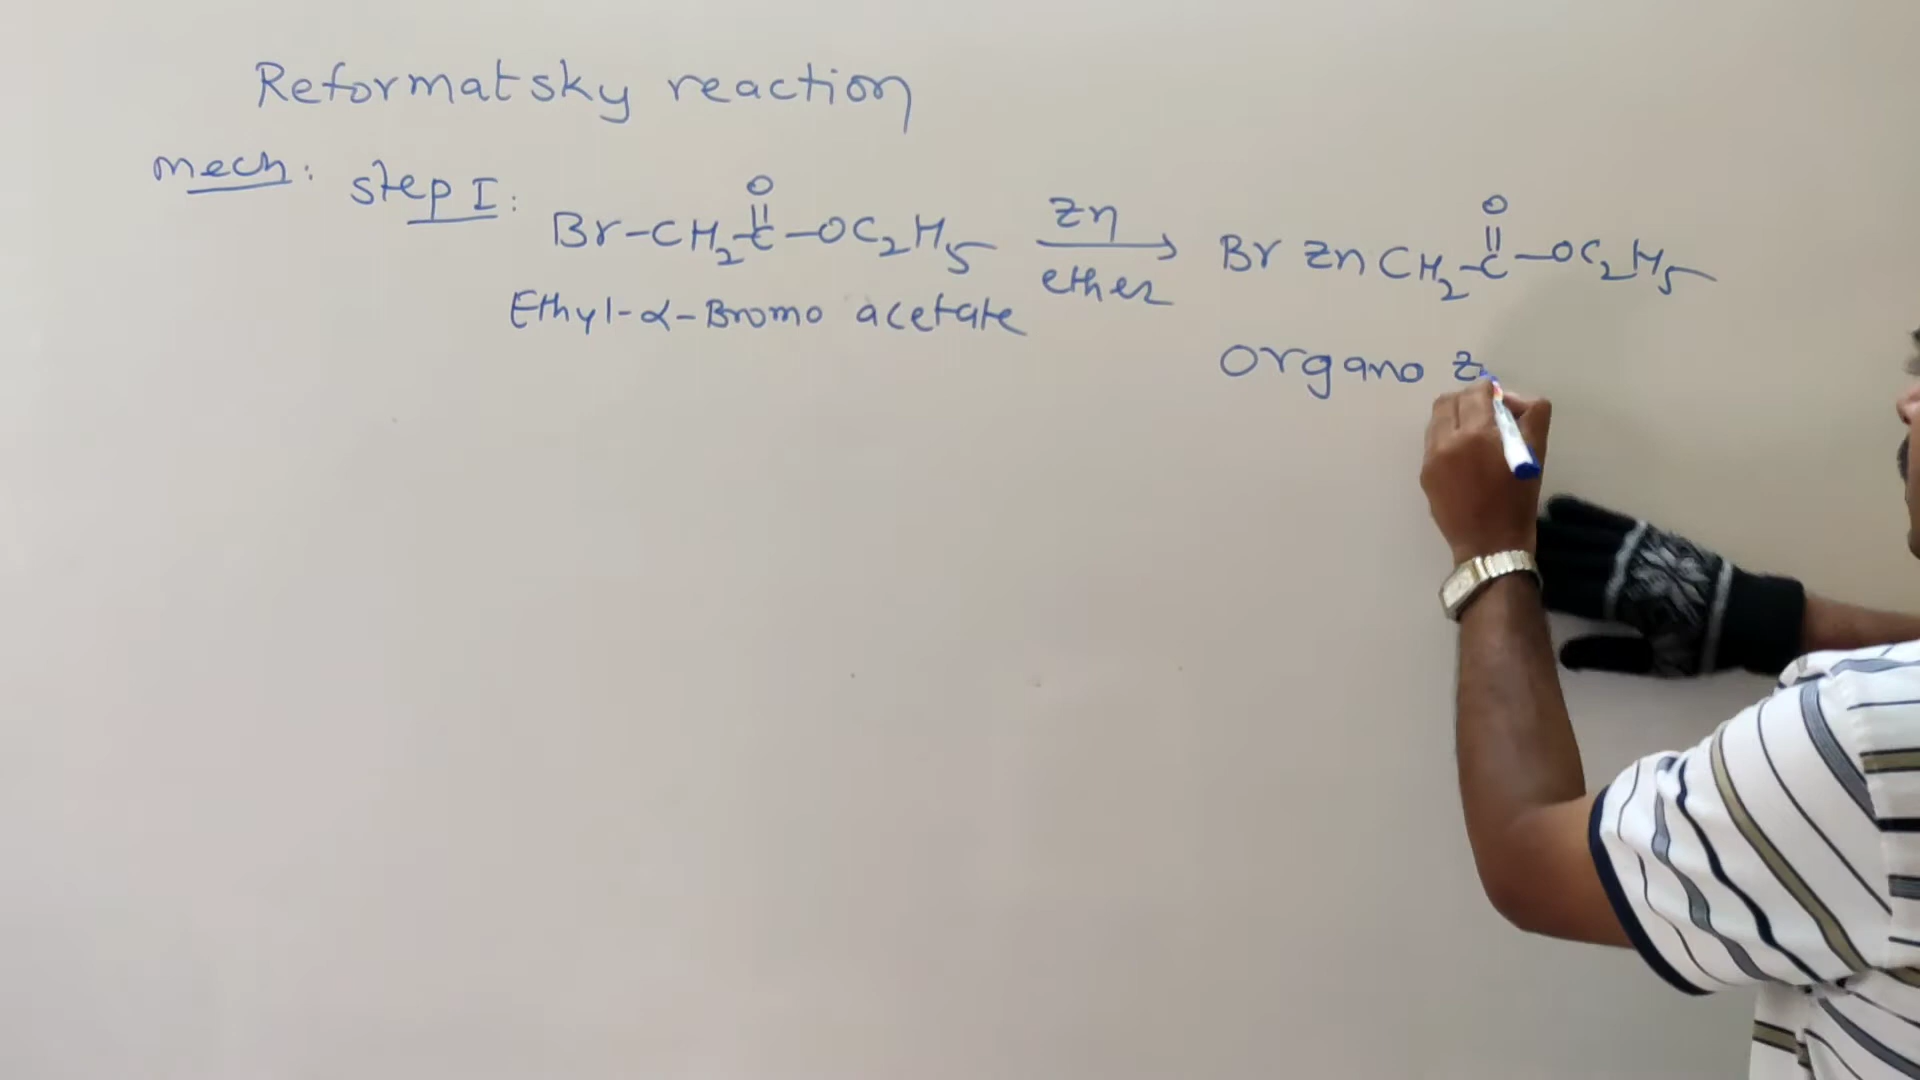 Reformatsky reaction
mech: step I:
O
Br-CH2-C-OC2H5 Zn ether → Br Zn CH2-C-OC2H5
O
Ethyl-α-Bromo acetate
organo Z